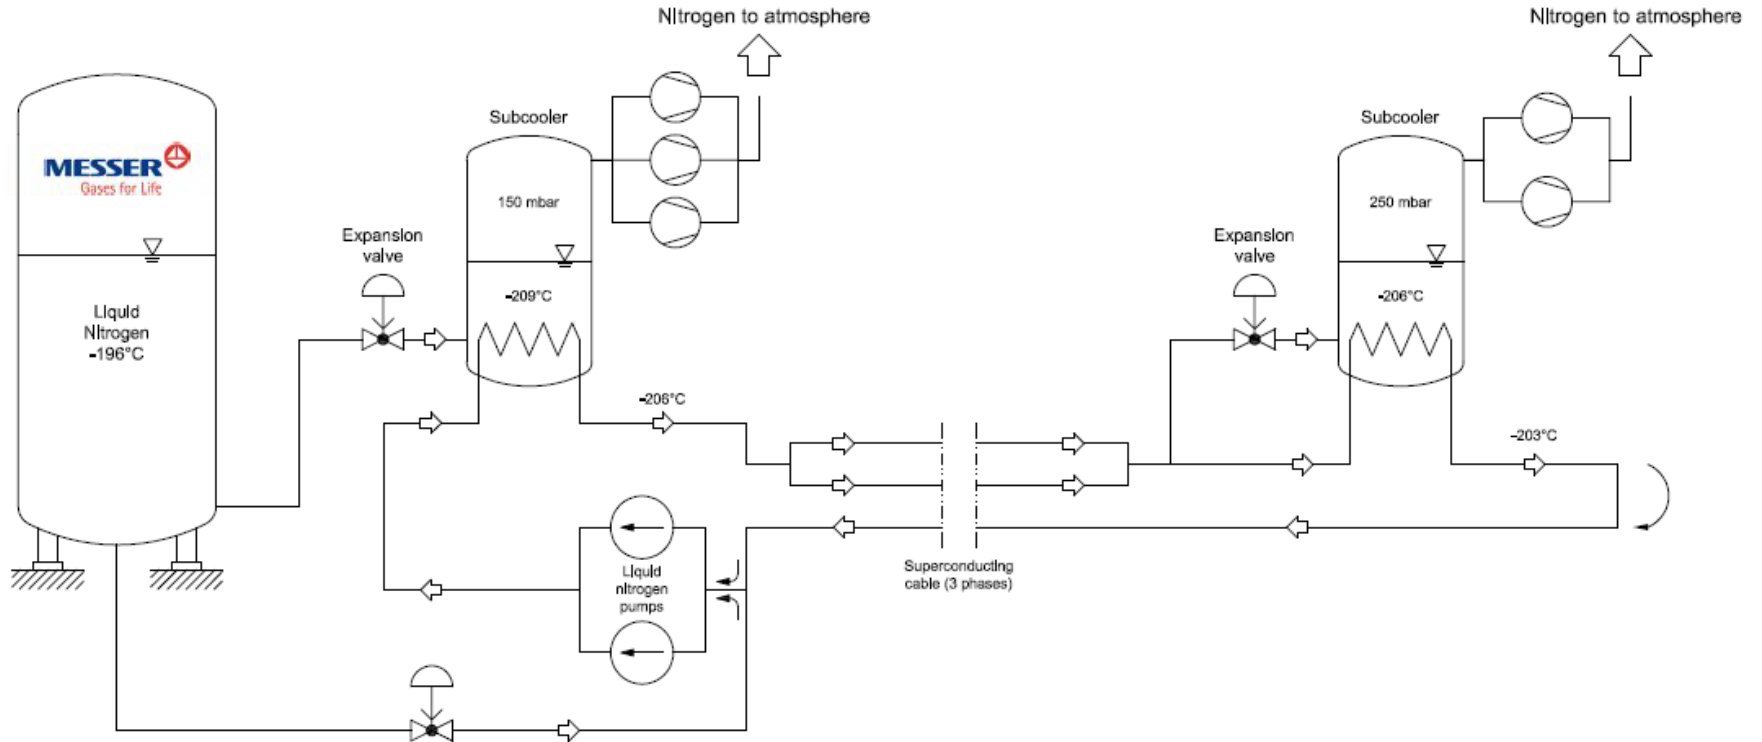 Nitrogen to atmosphere
Nitrogen to atmosphere
MESSER
Gases for Life
Subcooler
Subcooler
150 mbar
250 mbar
Expansion
valve
Expansion
valve
-209°C
-206°C
Liquid
Nitrogen
-196°C
-206°C
-203°C
Liquid
nitrogen
pumps
Superconducting
cable (3 phases)